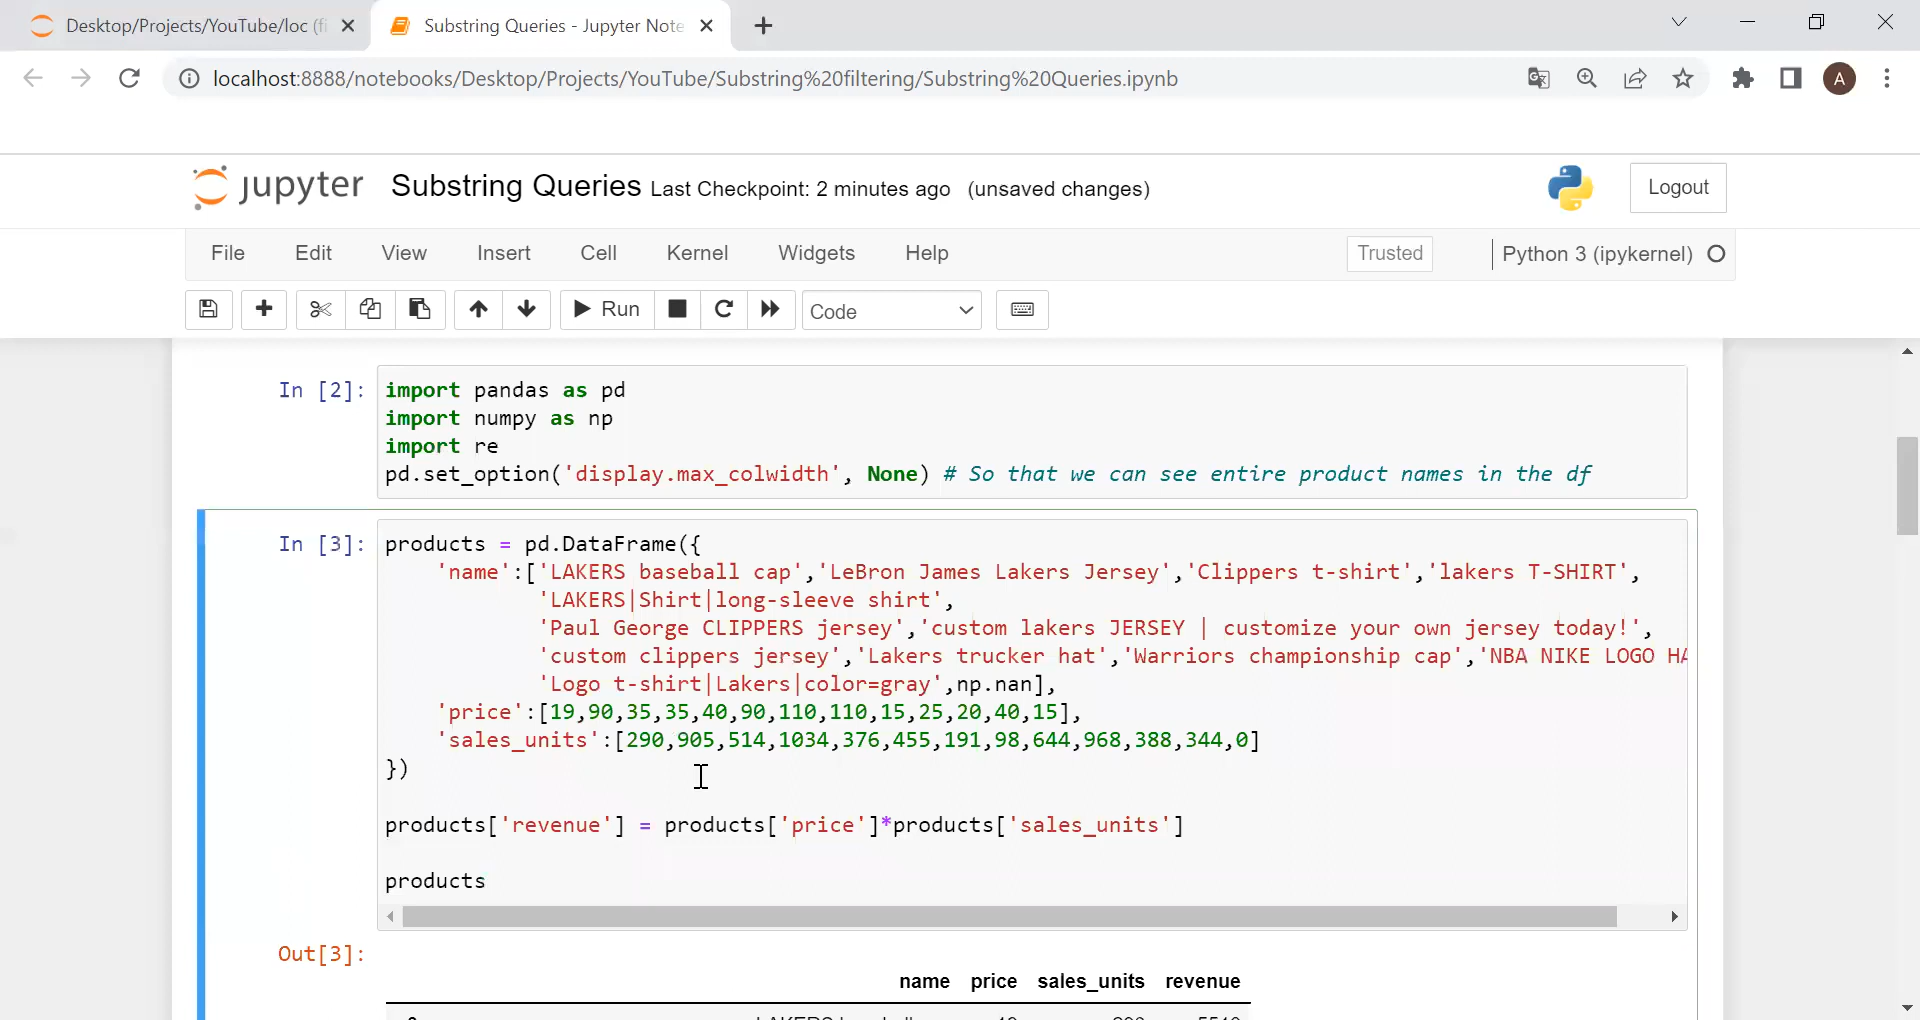 Desktop/Projects/YouTube/loc (fi
Substring Queries - Jupyter Note
localhost:8888/notebooks/Desktop/Projects/YouTube/Substring%20filtering/Substring%20Queries.ipynb
A
jupyter Substring Queries Last Checkpoint: 2 minutes ago (unsaved changes)
Logout
File Edit View Insert Cell Kernel Widgets Help
Trusted
Python 3 (ipykernel)
Run
Code
In [2]:
import pandas as pd
import numpy as np
import re
pd.set_option('display.max_colwidth', None) # So that we can see entire product names in the df
In [3]:
products = pd.DataFrame({
'name':['LAKERS baseball cap','LeBron James Lakers Jersey','Clippers t-shirt','lakers T-SHIRT',
'LAKERS|Shirt|long-sleeve shirt',
'Paul George CLIPPERS jersey','custom lakers JERSEY | customize your own jersey today!',
'custom clippers jersey','Lakers trucker hat','Warriors championship cap','NBA NIKE LOGO HA
'Logo t-shirt|Lakers|color=gray',np.nan],
'price':[19,90,35,35,40,90,110,110,15,25,20,40,15],
'sales_units':[290,905,514,1034,376,455,191,98,644,968,388,344,0]
})
products['revenue'] = products['price']*products['sales_units']
products
Out[3]:
name price sales_units revenue